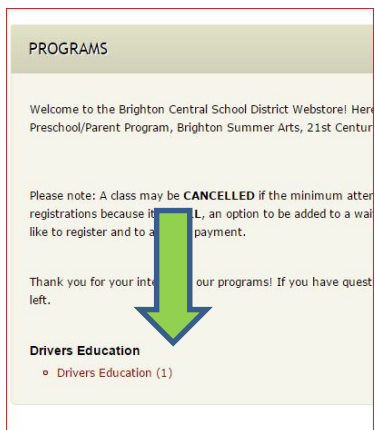 PROGRAMS
Welcome to the Brighton Central School District Webstore! Here
Preschool/Parent Program, Brighton Summer Arts, 21st Centur
Please note: A class may be CANCELLED if the minimum atten
registrations because L, an option to be added to a wai
like to register and to payment.
Thank you for your our programs! If you have quest
left.
Drivers Education
Drivers Education (1)